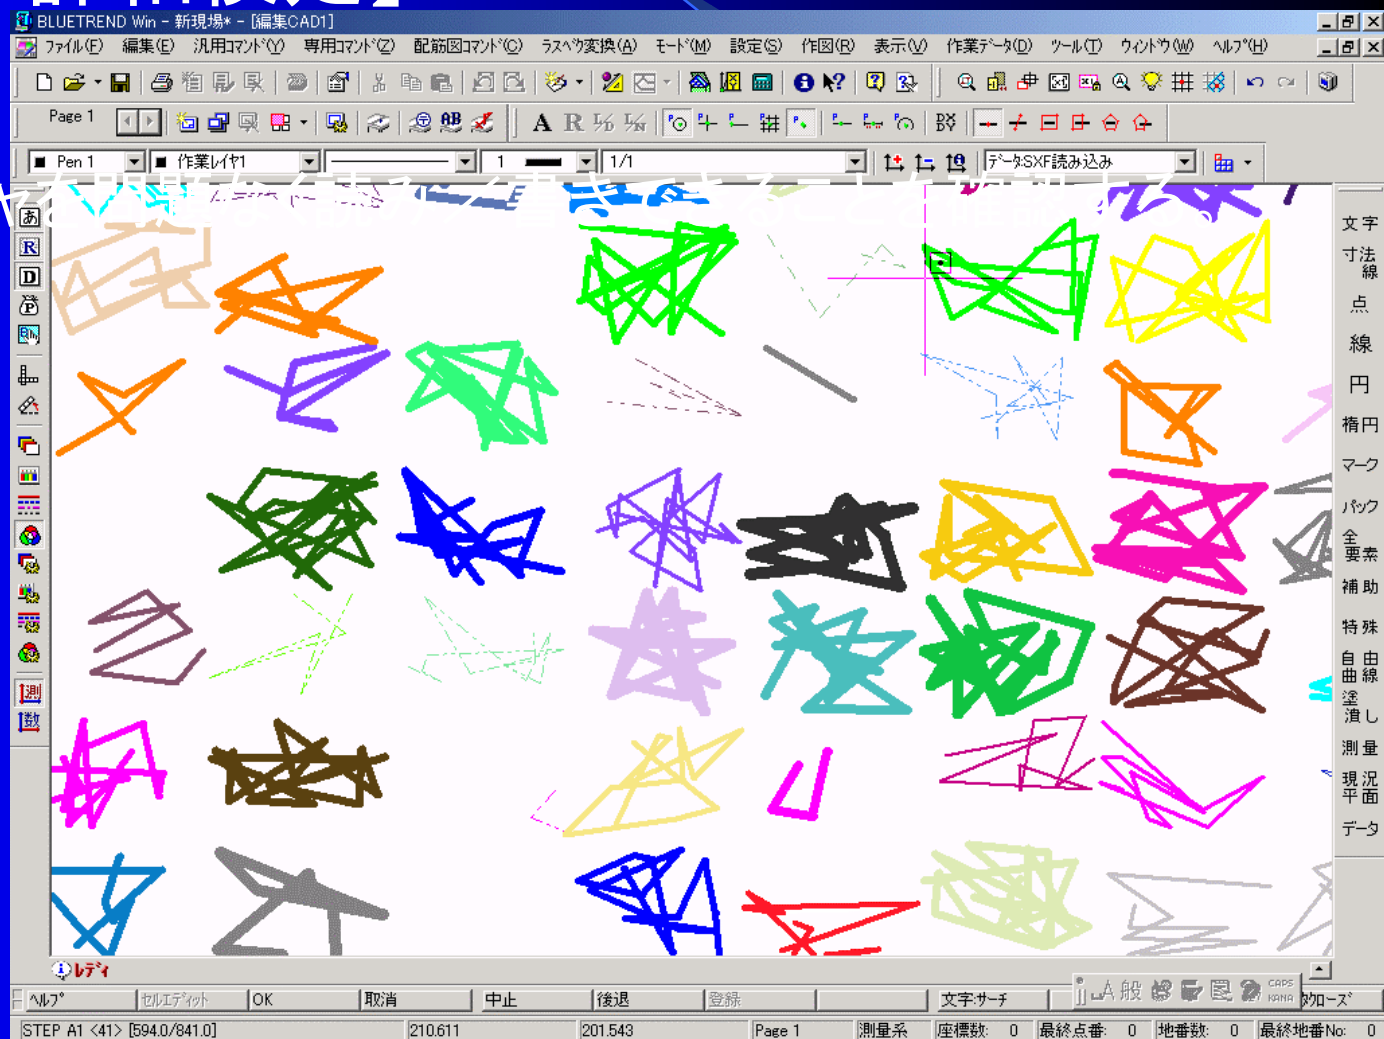 BLUETREND Win - 新現場* - [編集CAD1]
ファイル(F) 編集(E) 汎用コマンド(Y) 専用コマンド(Z) 配筋図コマンド(C) ラスベク変換(A) モード(M) 設定(S) 作図(R) 表示(V) 作業データ(D) ツール(T) ウィンドウ(W) ヘルプ(H)
Page 1
Pen 1 作業レイヤ1 1 1/1 データ:SXF読み込み
文字
寸法線
点
線
円
楕円
マーク
パック
全要素
補助
特殊
自由曲線
塗潰し
測量
現況平面
データ
レディ
ヘルプ セルエディット OK 取消 中止 後退 登録 文字:サーチ
A般 CAPS KANA
STEP A1 <41> [594.0/841.0] 210.611 201.543 Page 1 測量系 座標数: 0 最終点番: 0 地番数: 0 最終地番No: 0